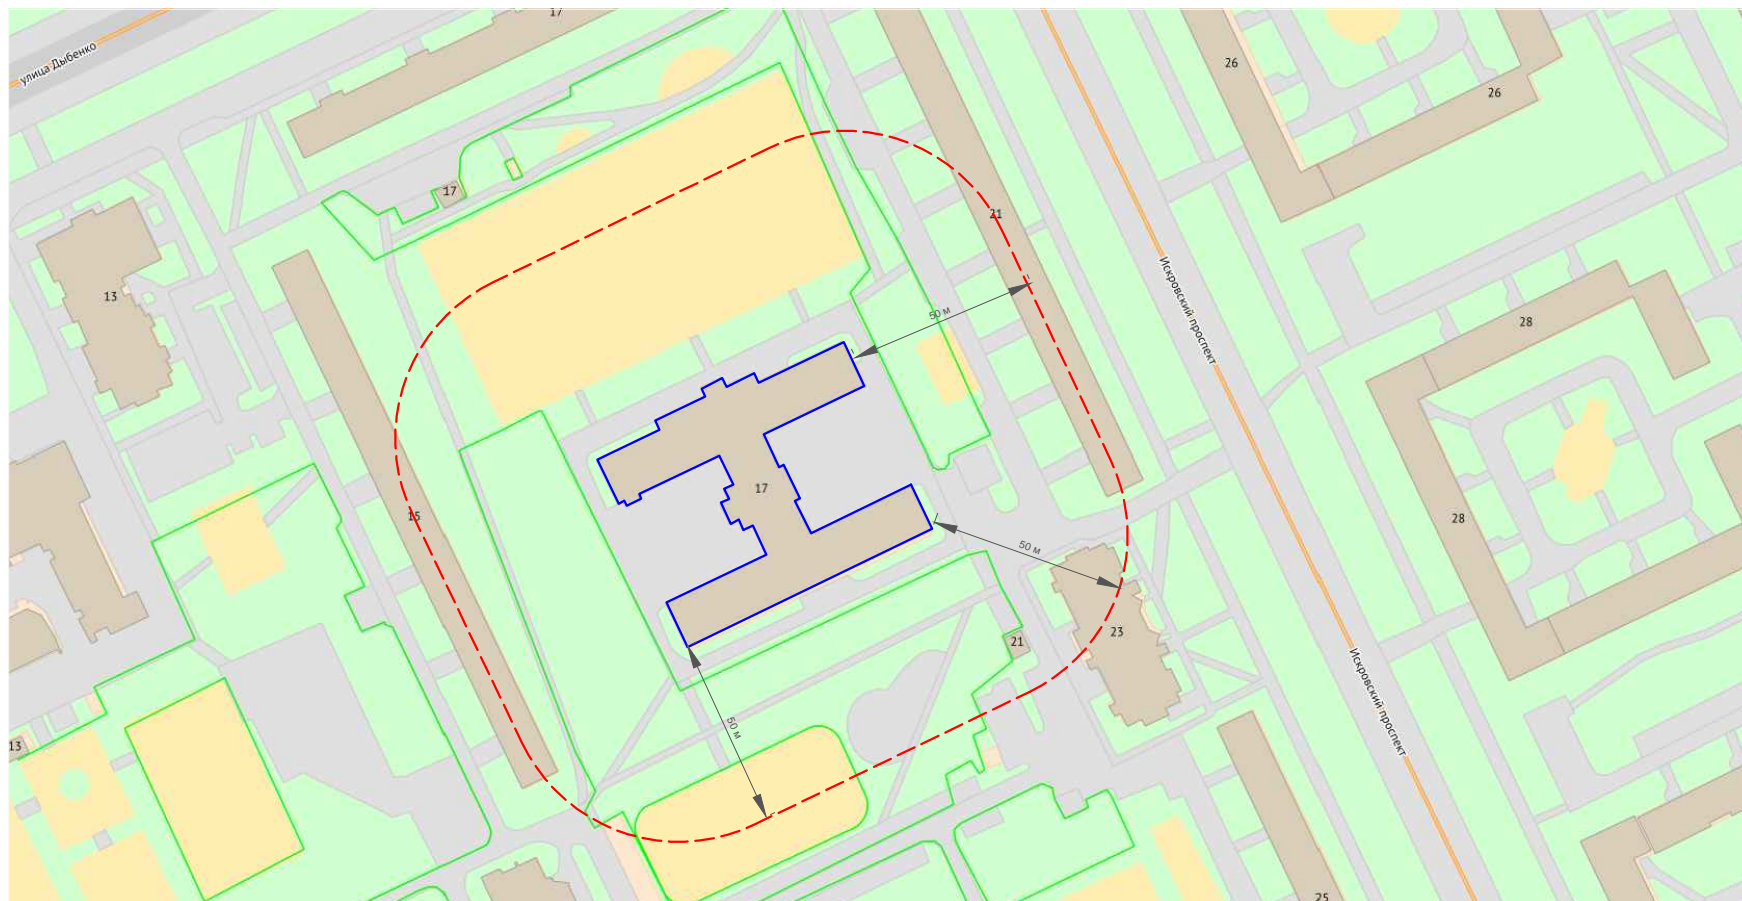 17
улица Дыбенко
26
26
17
21
13
Искровский проспект
50 м
28
17
15
28
50 м
23
21
Искровский проспект
50 м
13
25